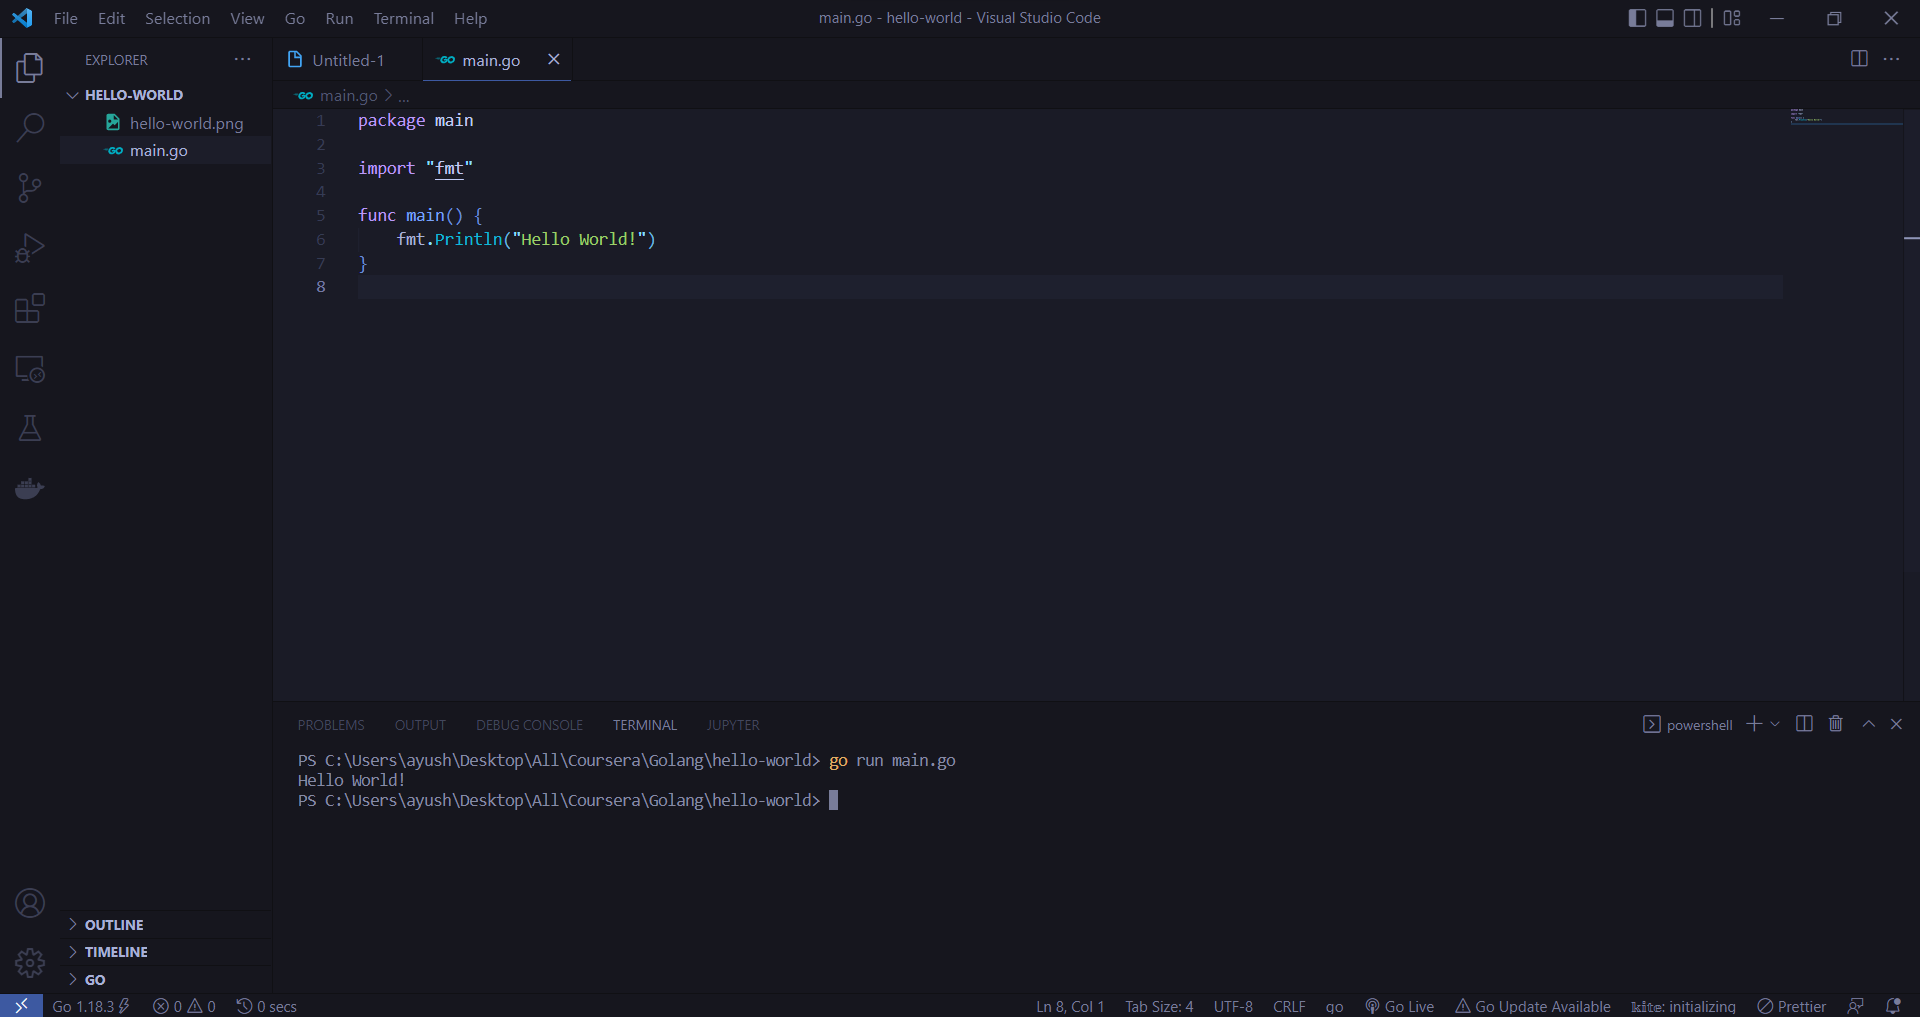 File Edit Selection View Go Run Terminal Help
main.go - hello-world - Visual Studio Code
EXPLORER
HELLO-WORLD
hello-world.png
GO main.go
OUTLINE
TIMELINE
GO
Untitled-1
GO main.go
GO main.go > ...
1 package main
2
3 import "fmt"
4
5 func main() {
6 fmt.Println("Hello World!")
7 }
8
PROBLEMS OUTPUT DEBUG CONSOLE TERMINAL JUPYTER
powershell
PS C:\Users\ayush\Desktop\All\Coursera\Golang\hello-world> go run main.go
Hello World!
PS C:\Users\ayush\Desktop\All\Coursera\Golang\hello-world>
Go 1.18.3 0 0 0 secs
Ln 8, Col 1 Tab Size: 4 UTF-8 CRLF go Go Live Go Update Available kite: initializing Prettier